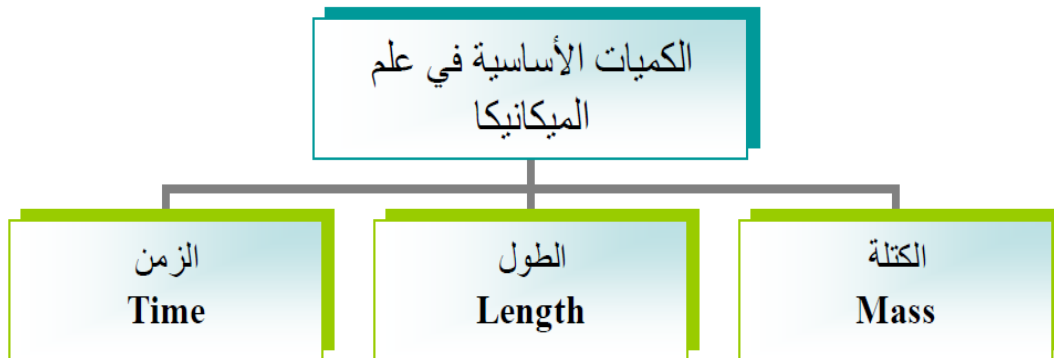 الكميات الأساسية في علم
الميكانيكا
الكتلة
Mass
الطول
Length
الزمن
Time